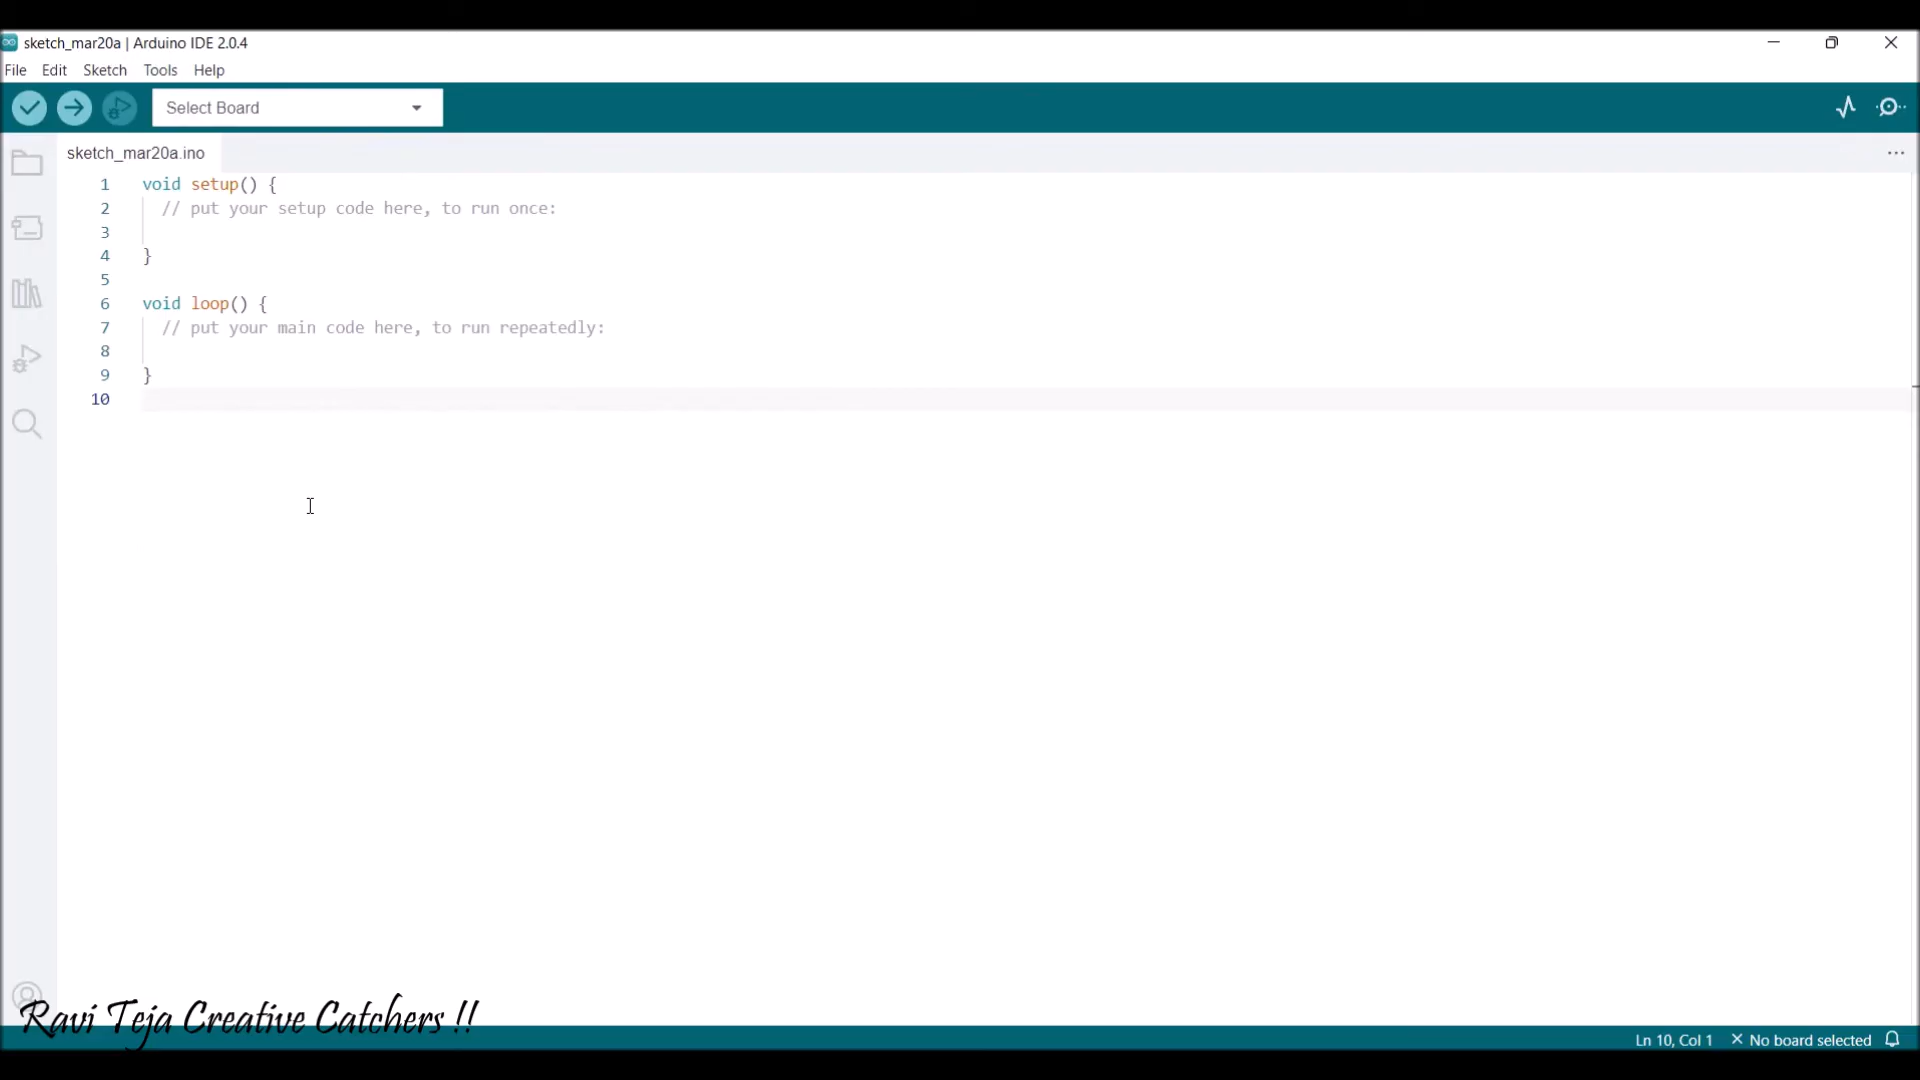 sketch_mar20a | Arduino IDE 2.0.4
File Edit Sketch Tools Help
Select Board
sketch_mar20a.ino
1 void setup() {
2 // put your setup code here, to run once:
3
4 }
5
6 void loop() {
7 // put your main code here, to run repeatedly:
8
9 }
10
Ravi Teja Creative Catchers !!
Ln 10, Col 1 × No board selected